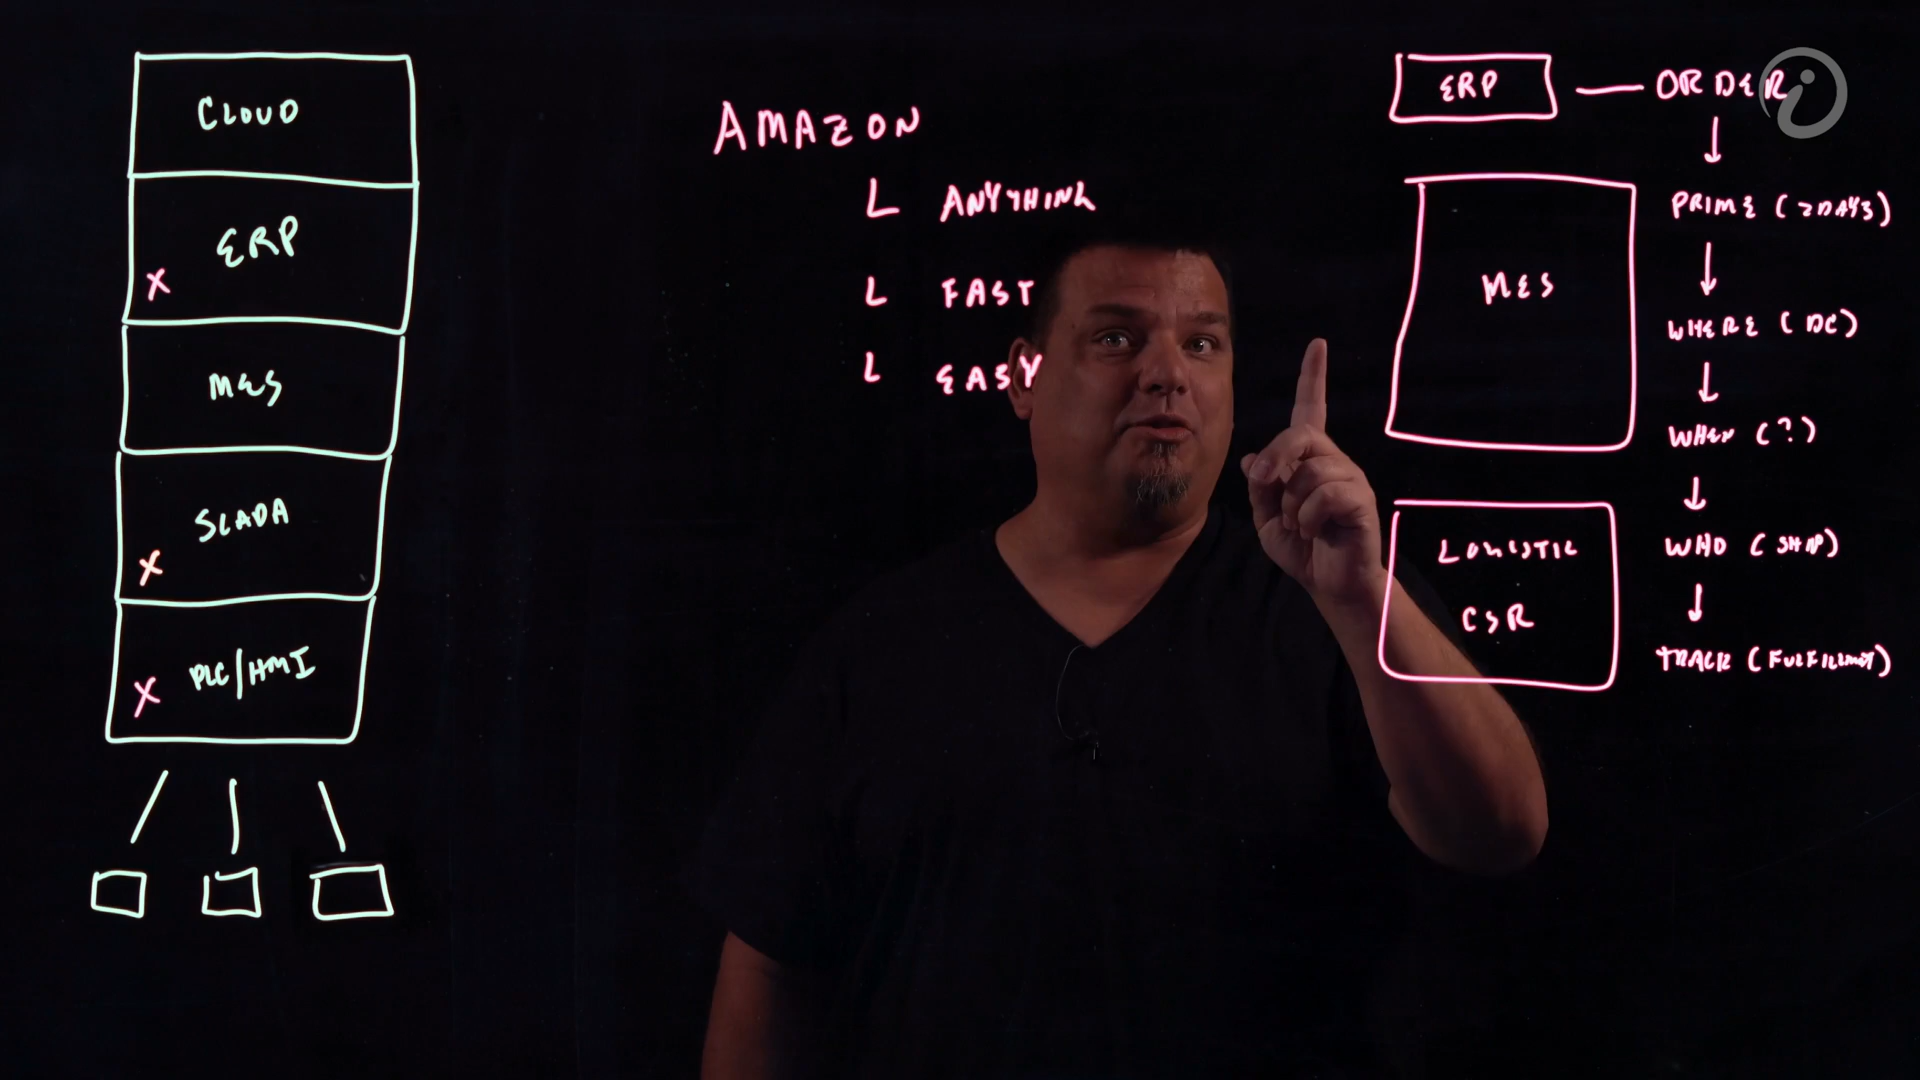 CLOUD
ERP
X
MES
SCADA
X
PLC/HMI
X
AMAZON
L ANYTHING
L FAST
L EASY
ERP — ORDER
PRIME (2DAYS)
MES
WHERE (DC)
WHEN (?)
LOGISTIC
CSR
WHO (SHIP)
TRACK (FULFILLMENT)